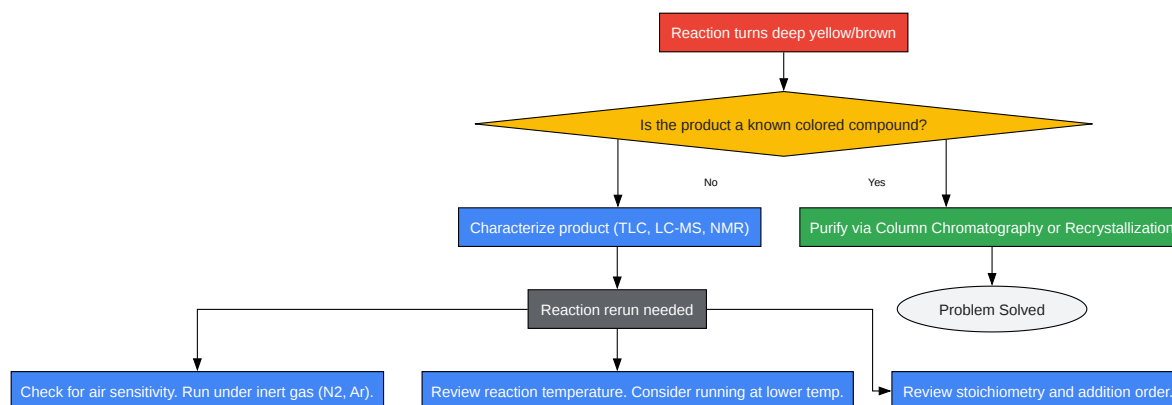 Reaction turns deep yellow/brown
Is the product a known colored compound?
No
Yes
Characterize product (TLC, LC-MS, NMR)
Purify via Column Chromatography or Recrystallization
Reaction rerun needed
Problem Solved
Check for air sensitivity. Run under inert gas (N2, Ar).
Review reaction temperature. Consider running at lower temp.
Review stoichiometry and addition order.